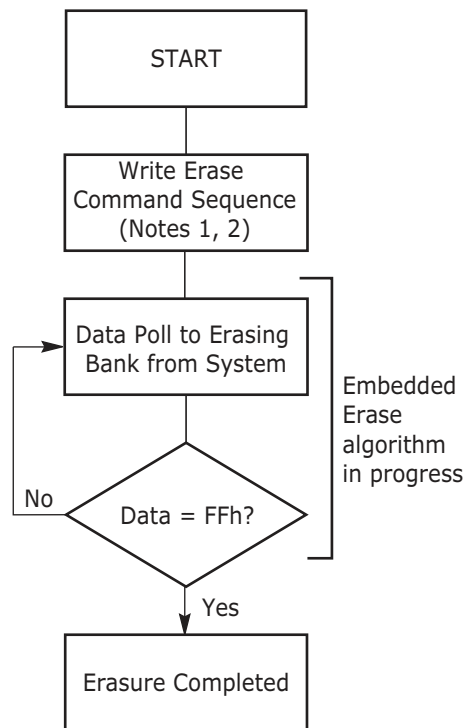 START
Write Erase
Command Sequence
(Notes 1, 2)
Data Poll to Erasing
Bank from System
Embedded
Erase
algorithm
in progress
No
Data = FFh?
Yes
Erasure Completed